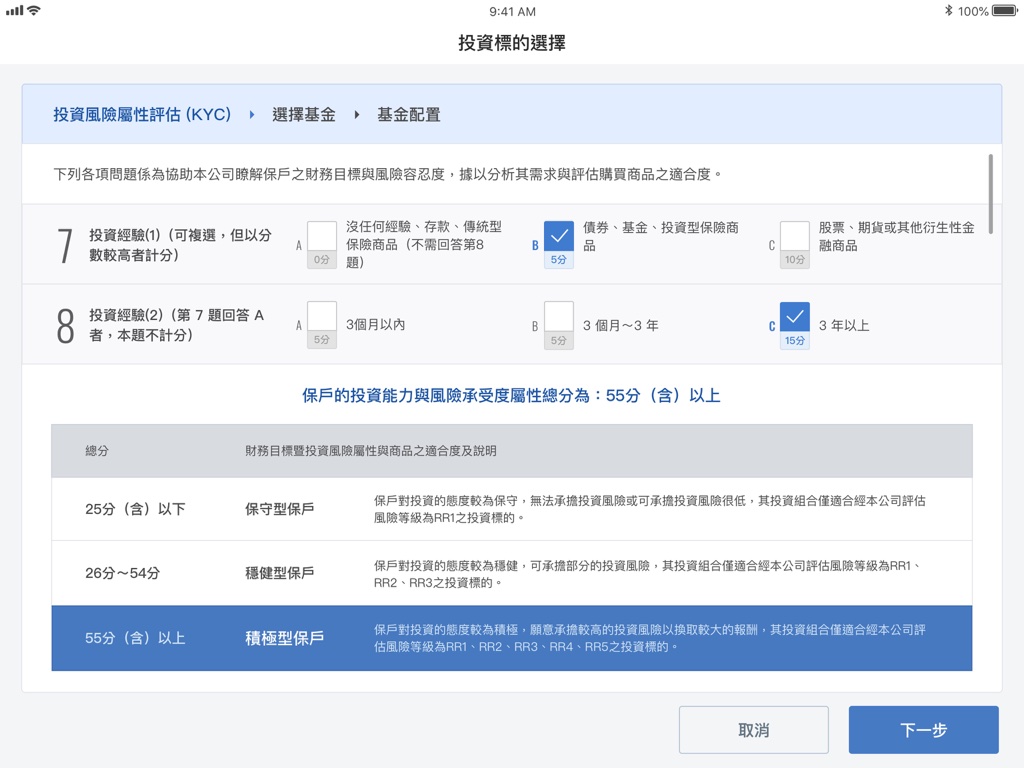 9:41 AM
100%
投資標的選擇
投資風險屬性評估 (KYC)
選擇基金
基金配置
下列各項問題係為協助本公司瞭解保戶之財務目標與風險容忍度，據以分析其需求與評估購買商品之適合度。
7
投資經驗(1)（可複選，但以分
數較高者計分）
A
0分
沒任何經驗、存款、傳統型
保險商品（不需回答第8
題）
B
5分
債券、基金、投資型保險商
品
C
10分
股票、期貨或其他衍生性金
融商品
8
投資經驗(2)（第 7 題回答 A
者，本題不計分）
A
5分
3個月以內
B
5分
3 個月～3 年
C
15分
3 年以上
保戶的投資能力與風險承受度屬性總分為：55分（含）以上
總分
財務目標暨投資風險屬性與商品之適合度及說明
25分（含）以下
保守型保戶
保戶對投資的態度較為保守，無法承擔投資風險或可承擔投資風險很低，其投資組合僅適合經本公司評估
風險等級為RR1之投資標的。
26分～54分
穩健型保戶
保戶對投資的態度較為穩健，可承擔部分的投資風險，其投資組合僅適合經本公司評估風險等級為RR1、
RR2、RR3之投資標的。
55分（含）以上
積極型保戶
保戶對投資的態度較為積極，願意承擔較高的投資風險以換取較大的報酬，其投資組合僅適合經本公司評
估風險等級為RR1、RR2、RR3、RR4、RR5之投資標的。
取消
下一步